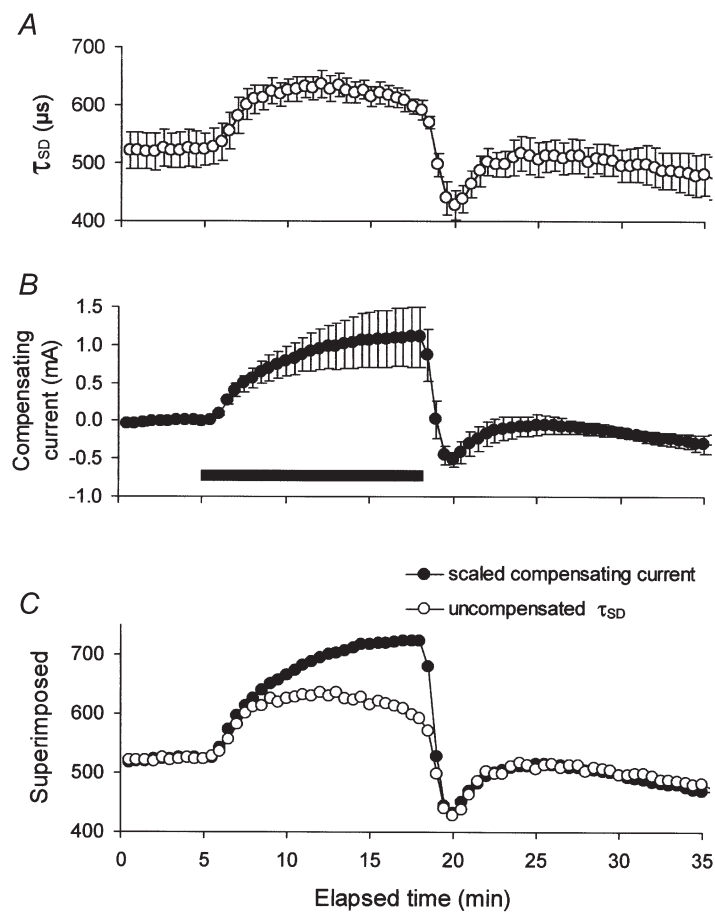 A
700
600
500
400
τSD (µs)
B
1.5
1.0
0.5
0.0
-0.5
-1.0
Compensating
current (mA)
scaled compensating current
uncompensated τSD
C
700
600
500
400
Superimposed
0 5 10 15 20 25 30 35
Elapsed time (min)